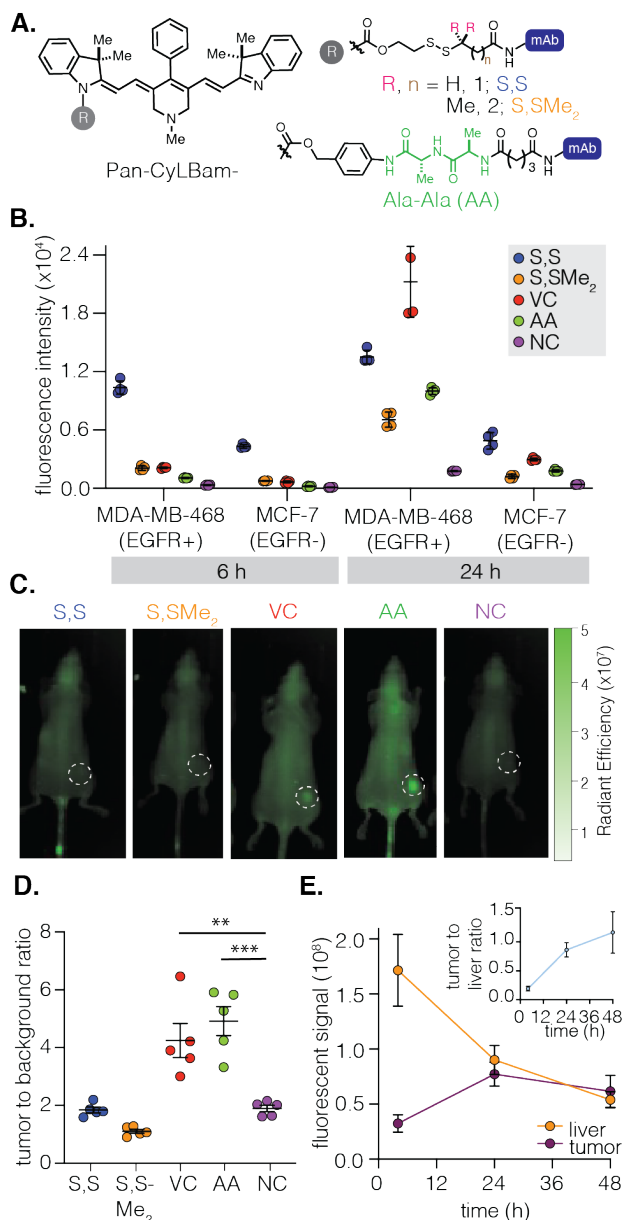 A.
Me
Me
Me
Me
N
N
R
N
Me
Pan-CyLBam-
R
O
O
S
S
R
R
n
O
N
H
mAb
R, n = H, 1; S,S
Me, 2; S,SMe2
O
O
N
H
O
Me
H
N
O
Me
N
H
O
O
3
N
H
mAb
Ala-Ala (AA)
B.
fluorescence intensity (x10⁴)
2.4
1.8
1.2
0.6
0.0
S,S
S,SMe2
VC
AA
NC
MDA-MB-468 MCF-7 MDA-MB-468 MCF-7
(EGFR+) (EGFR-) (EGFR+) (EGFR-)
6 h 24 h
C.
S,S S,SMe2 VC AA NC
5
4
3
2
1
Radiant Efficiency (x10⁷)
D.
tumor to background ratio
8
6
4
2
0
**
***
S,S S,S- VC AA NC
Me2
E.
fluorescent signal (10⁸)
2.0
1.5
1.0
0.5
0.0
0 12 24 36 48
time (h)
liver
tumor
tumor to
liver ratio
1.5
1.0
0.5
0.0
0 12 24 36 48
time (h)